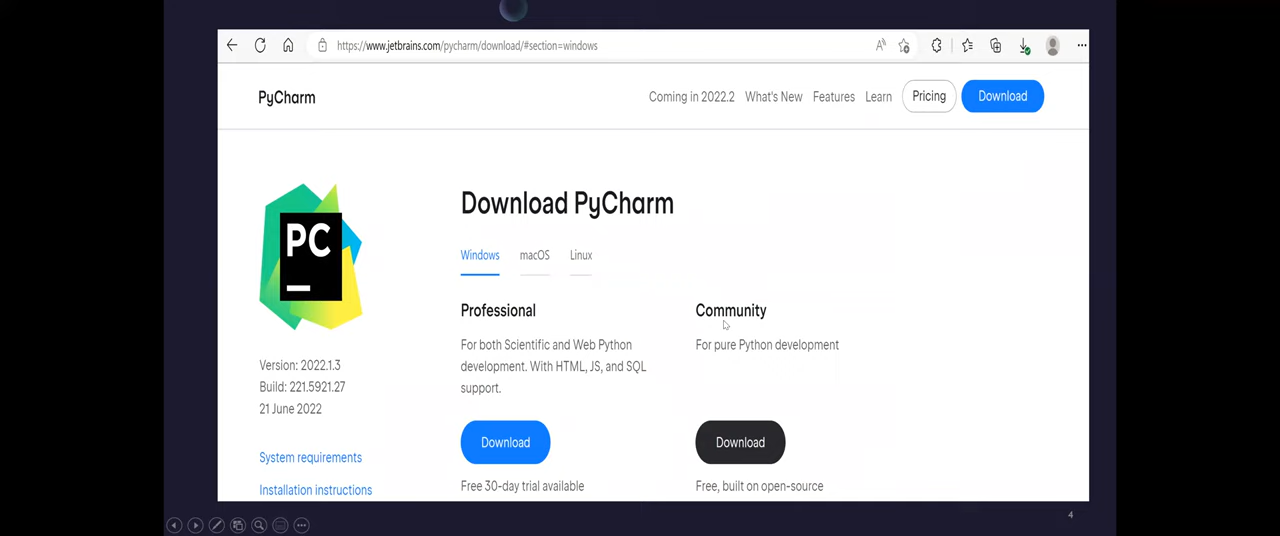 https://www.jetbrains.com/pycharm/download/#section=windows
PyCharm
Coming in 2022.2 What's New Features Learn Pricing Download
PC
Download PyCharm
Windows macOS Linux
Professional
For both Scientific and Web Python
development. With HTML, JS, and SQL
support.
Download
Free 30-day trial available
Community
For pure Python development
Download
Free, built on open-source
Version: 2022.1.3
Build: 221.5921.27
21 June 2022
System requirements
Installation instructions
4